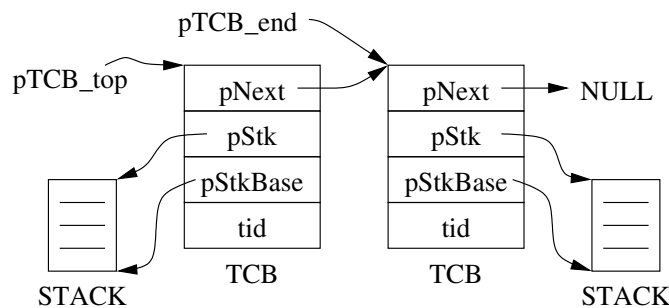 pTCB_end
pTCB_top
pNext
pStk
pStkBase
tid
TCB
STACK
pNext
NULL
pStk
pStkBase
tid
TCB
STACK